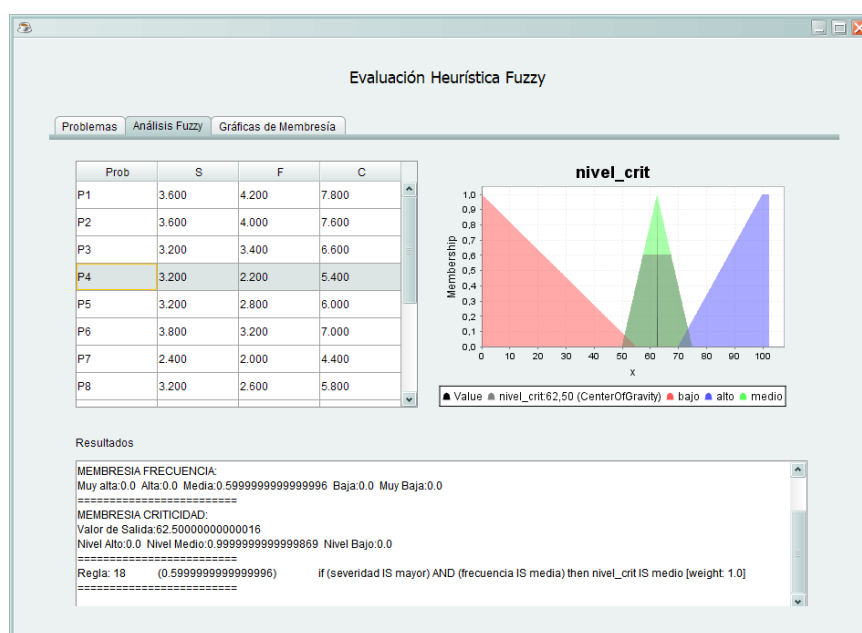 Evaluación Heurística Fuzzy
Problemas Análisis Fuzzy Gráficas de Membresía
Prob S F C
P1 3.600 4.200 7.800
P2 3.600 4.000 7.600
P3 3.200 3.400 6.600
P4 3.200 2.200 5.400
P5 3.200 2.800 6.000
P6 3.800 3.200 7.000
P7 2.400 2.000 4.400
P8 3.200 2.600 5.800
nivel_crit
1,0
0,9
0,8
0,7
0,6
0,5
0,4
0,3
0,2
0,1
0,0
Membership
0 10 20 30 40 50 60 70 80 90 100
x
Value nivel_crit:62,50 (CenterOfGravity) bajo alto medio
Resultados
MEMBRESIA FRECUENCIA:
Muy alta:0.0 Alta:0.0 Media:0.5999999999999996 Baja:0.0 Muy Baja:0.0
==========================
MEMBRESIA CRITICIDAD:
Valor de Salida:62.50000000000016
Nivel Alto:0.0 Nivel Medio:0.9999999999999869 Nivel Bajo:0.0
==========================
Regla: 18 (0.5999999999999996) if (severidad IS mayor) AND (frecuencia IS media) then nivel_crit IS medio [weight: 1.0]
==========================